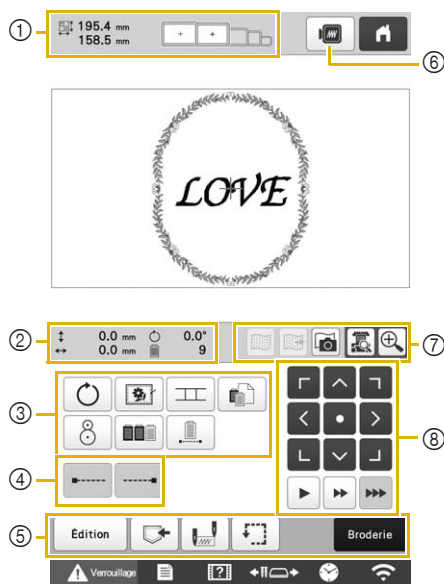 ① 195.4 mm
158.5 mm
⑥
LOVE
② 0.0 mm 0.0°
0.0 mm 9
⑦
③
⑧
④
⑤ Édition Broderie
Verrouillage